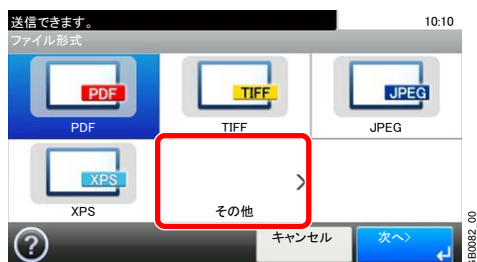 送信できます。
10:10
ファイル形式
PDF
TIFF
JPEG
PDF
TIFF
JPEG
XPS
XPS
その他
?
キャンセル
次へ>
GB0082_00